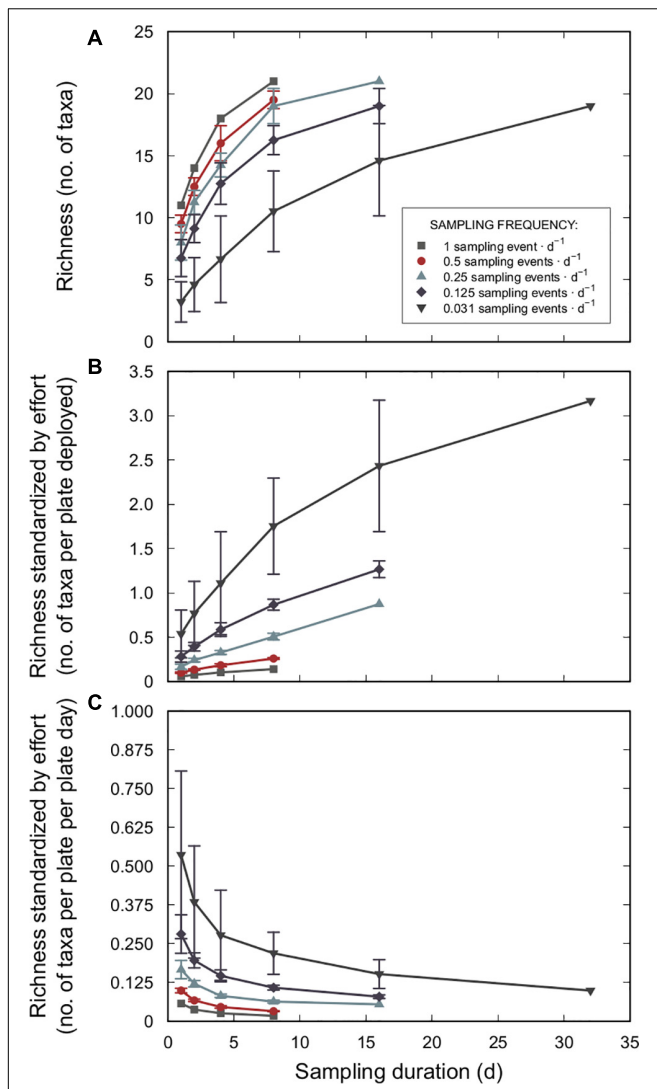 A
Richness (no. of taxa)
25
20
15
10
5
0
SAMPLING FREQUENCY:
1 sampling event · d⁻¹
0.5 sampling events · d⁻¹
0.25 sampling events · d⁻¹
0.125 sampling events · d⁻¹
0.031 sampling events · d⁻¹
B
Richness standardized by effort
(no. of taxa per plate deployed)
3.5
3.0
2.5
2.0
1.5
1.0
0.5
0
C
Richness standardized by effort
(no. of taxa per plate per plate day)
1.000
0.875
0.750
0.625
0.500
0.375
0.250
0.125
0
0 5 10 15 20 25 30 35
Sampling duration (d)